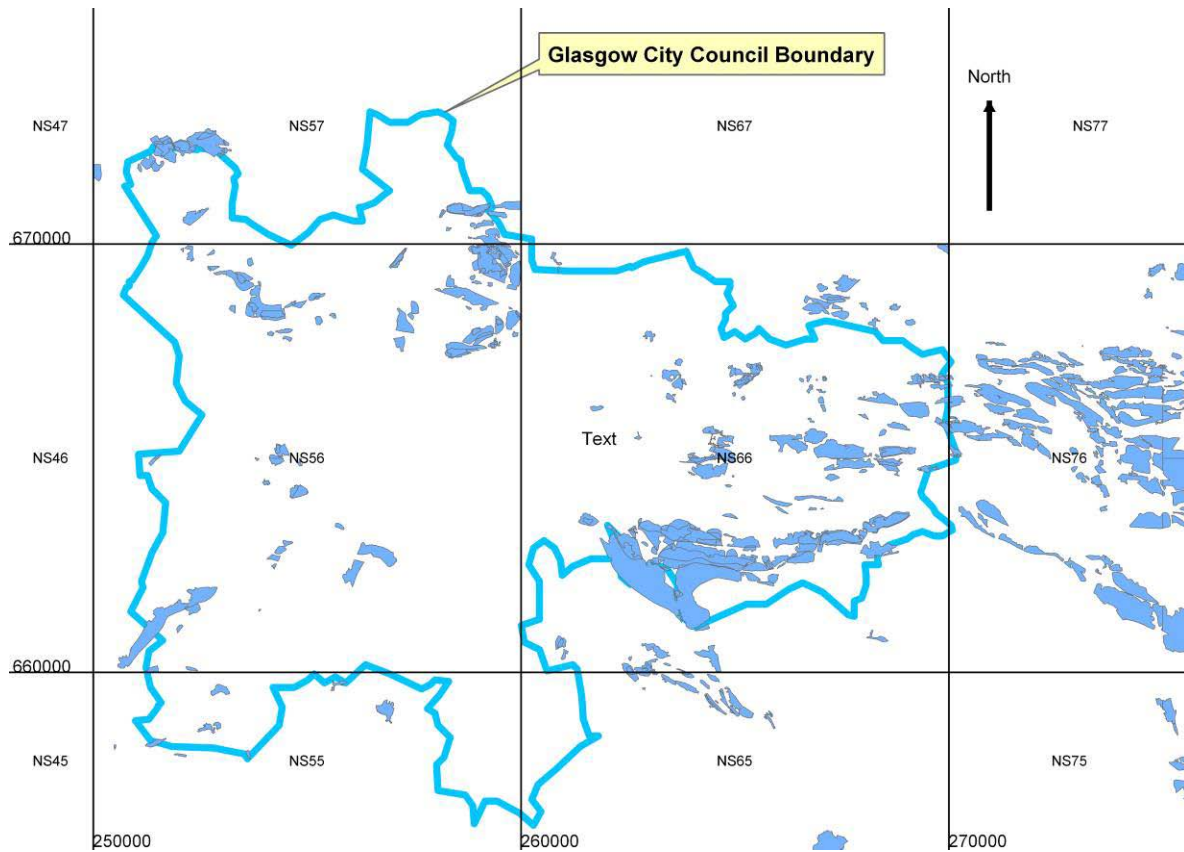 Glasgow City Council Boundary
North
NS47
NS57
NS67
NS77
670000
Text
NS46
NS56
NS66
NS76
660000
NS45
NS55
NS65
NS75
250000
260000
270000